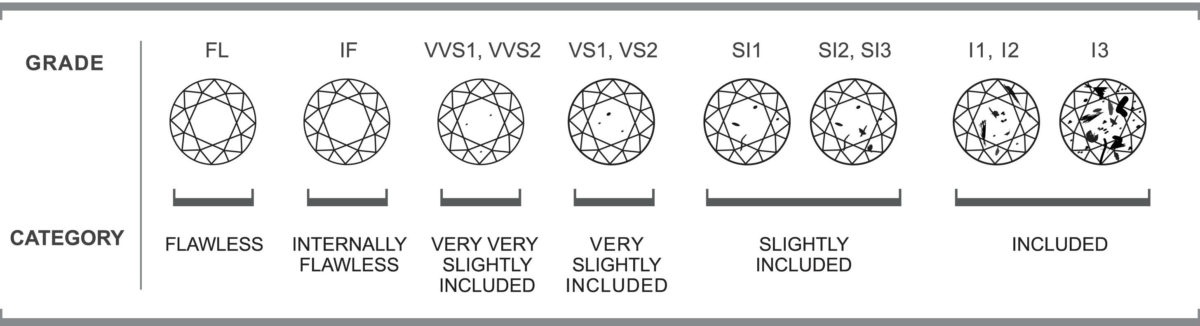 GRADE
FL
IF
VVS1, VVS2
VS1, VS2
SI1
SI2, SI3
I1, I2
I3
CATEGORY
FLAWLESS
INTERNALLY
FLAWLESS
VERY VERY
SLIGHTLY
INCLUDED
VERY
SLIGHTLY
INCLUDED
SLIGHTLY
INCLUDED
INCLUDED